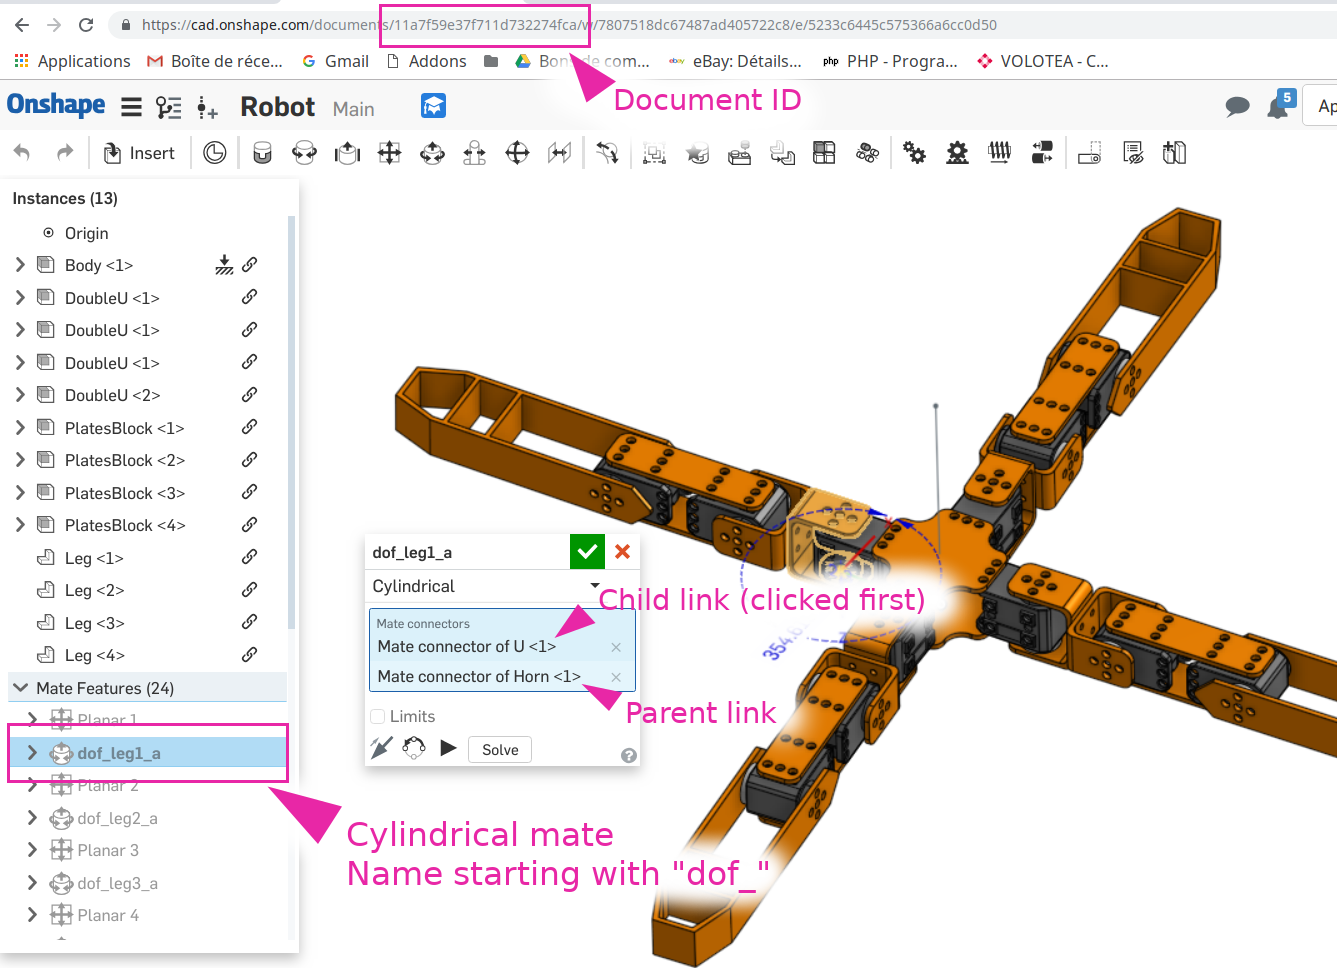 https://cad.onshape.com/documents/11a7f59e37f711d732274fca/w/7807518dc67487ad405722c8/e/5233c6445c575366a6cc0d50
Applications Boîte de réce... Gmail Addons Bon de com... eBay: Détails... php PHP - Progra... VOLOTEA - C...
Document ID
Onshape Robot Main 5 Ap
Insert
Instances (13)
Origin
Body <1>
DoubleU <1>
DoubleU <1>
DoubleU <1>
DoubleU <2>
PlatesBlock <1>
PlatesBlock <2>
PlatesBlock <3>
PlatesBlock <4>
Leg <1>
Leg <2>
Leg <3>
Leg <4>
Mate Features (24)
Planar 1
dof_leg1_a
Planar 2
dof_leg2_a
Planar 3
dof_leg3_a
Planar 4
dof_leg1_a
Cylindrical
Child link (clicked first)
Mate connectors
Mate connector of U <1>
Mate connector of Horn <1>
Parent link
Limits
Solve
Cylindrical mate
Name starting with "dof_"